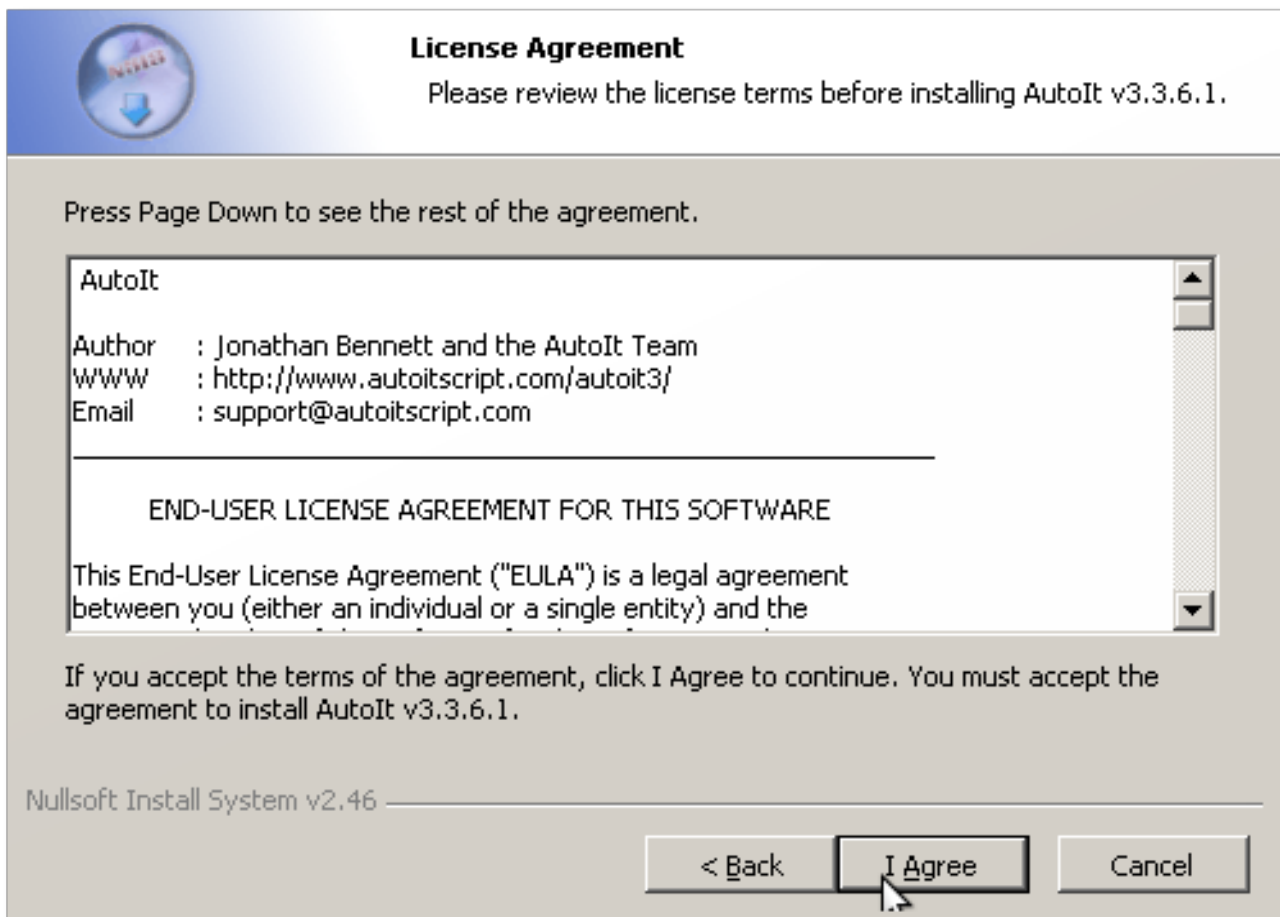 License Agreement
Please review the license terms before installing AutoIt v3.3.6.1.
Press Page Down to see the rest of the agreement.
AutoIt
Author : Jonathan Bennett and the AutoIt Team
WWW : http://www.autoitscript.com/autoit3/
Email : support@autoitscript.com
END-USER LICENSE AGREEMENT FOR THIS SOFTWARE
This End-User License Agreement ("EULA") is a legal agreement
between you (either an individual or a single entity) and the
If you accept the terms of the agreement, click I Agree to continue. You must accept the
agreement to install AutoIt v3.3.6.1.
Nullsoft Install System v2.46
< Back I Agree Cancel